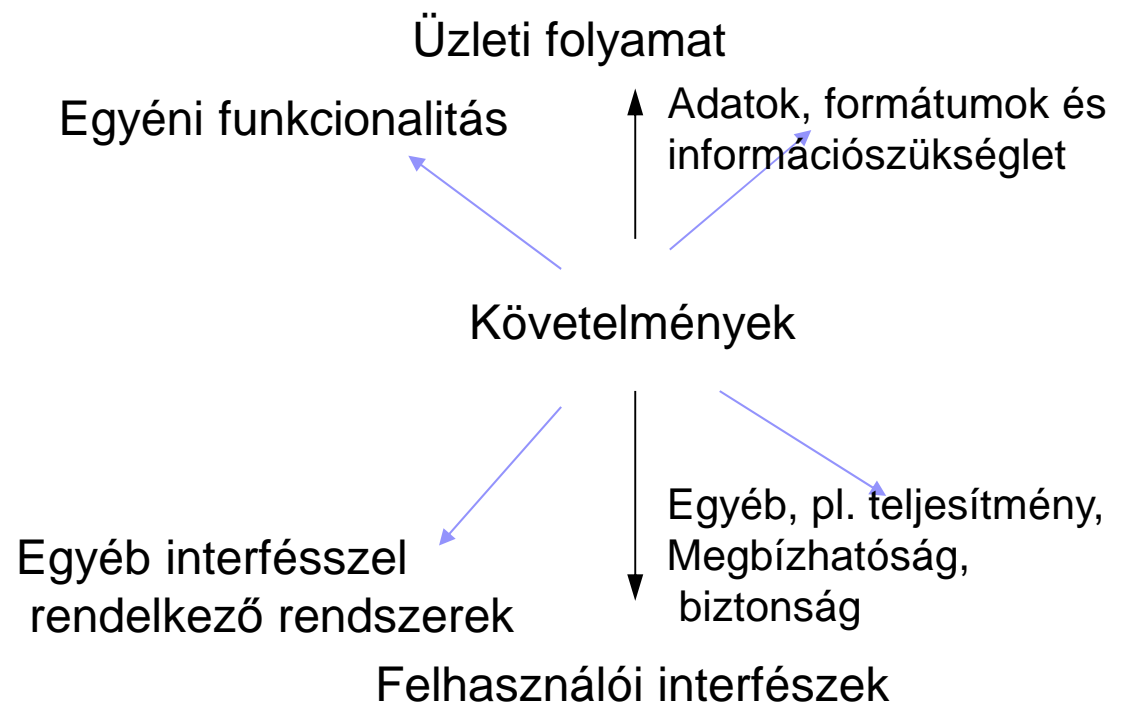 Üzleti folyamat
Egyéni funkcionalitás
Adatok, formátumok és
információszükséglet
Követelmények
Egyéb interfésszel
rendelkező rendszerek
Egyéb, pl. teljesítmény,
Megbízhatóság,
biztonság
Felhasználói interfészek